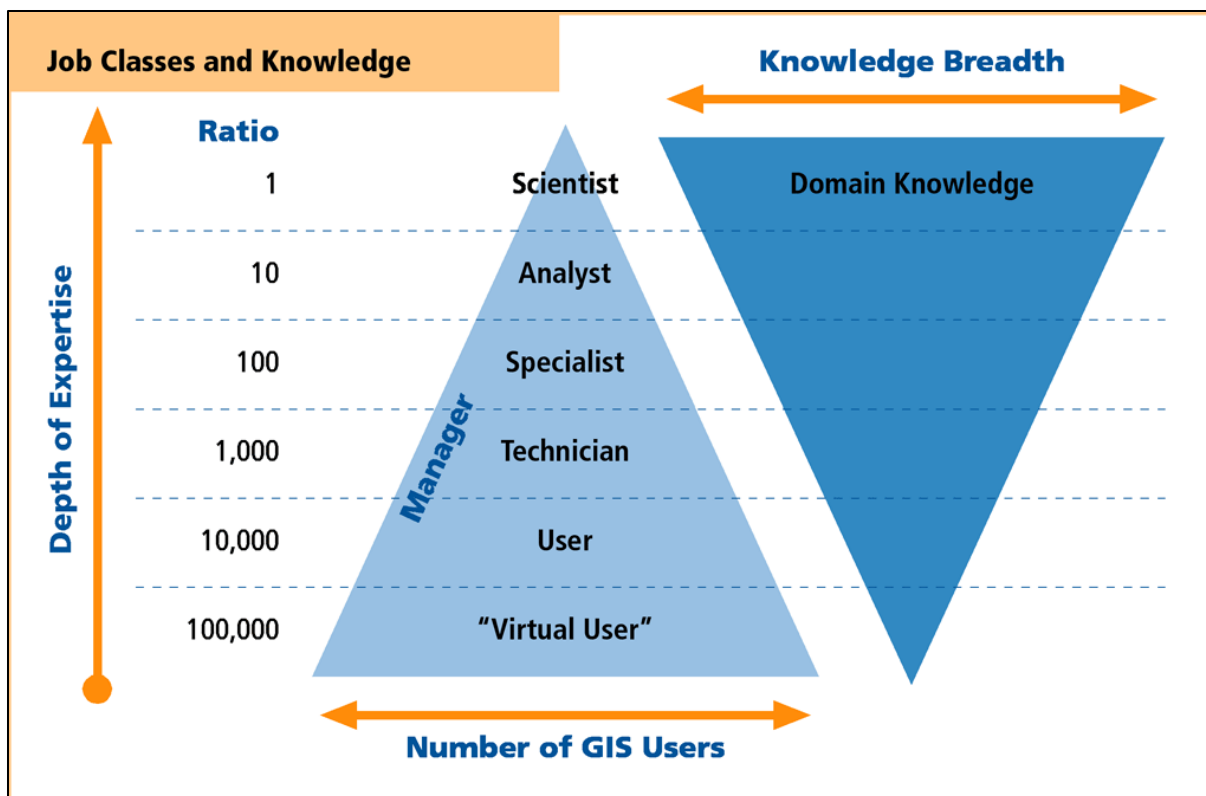 Job Classes and Knowledge
Knowledge Breadth
Ratio
1
Scientist
Domain Knowledge
10
Analyst
100
Specialist
1,000
Technician
10,000
User
100,000
“Virtual User”
Manager
Depth of Expertise
Number of GIS Users